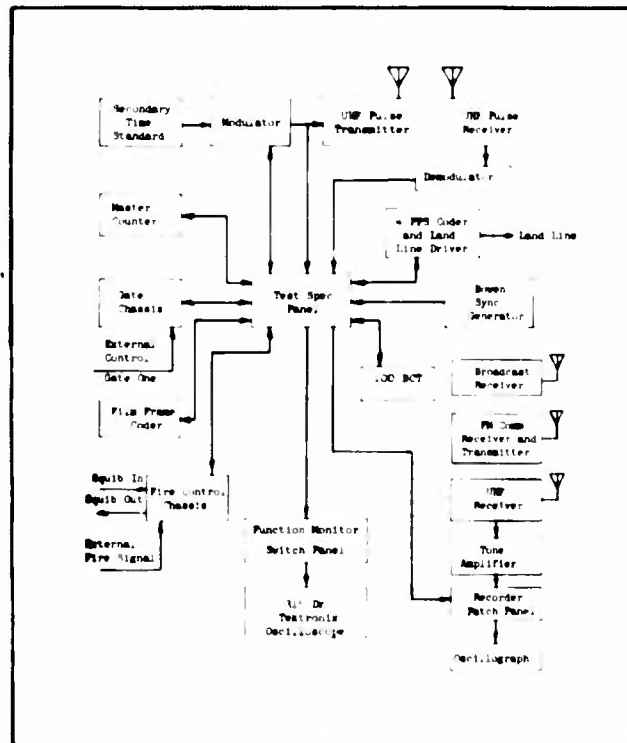 Secondary
Time
Standard
Modulator
UHF Pulse
Transmitter
UHF Pulse
Receiver
Demodulator
Master
Counter
PPS Coder
and Land
Line Driver
Land Line
Gate
Chassis
Test Spec
Panel
Bowen
Sync
Generator
External
Control
Gate One
BCT
Broadcast
Receiver
Film Frame
Coder
FM Comm
Receiver and
Transmitter
Squib In
Squib Out
Fire Control
Chassis
UHF
Receiver
External
Fire Signal
Function Monitor
Switch Panel
Tone
Amplifier
Tektronix
Oscilloscope
Recorder
Patch Panel
Oscillograph